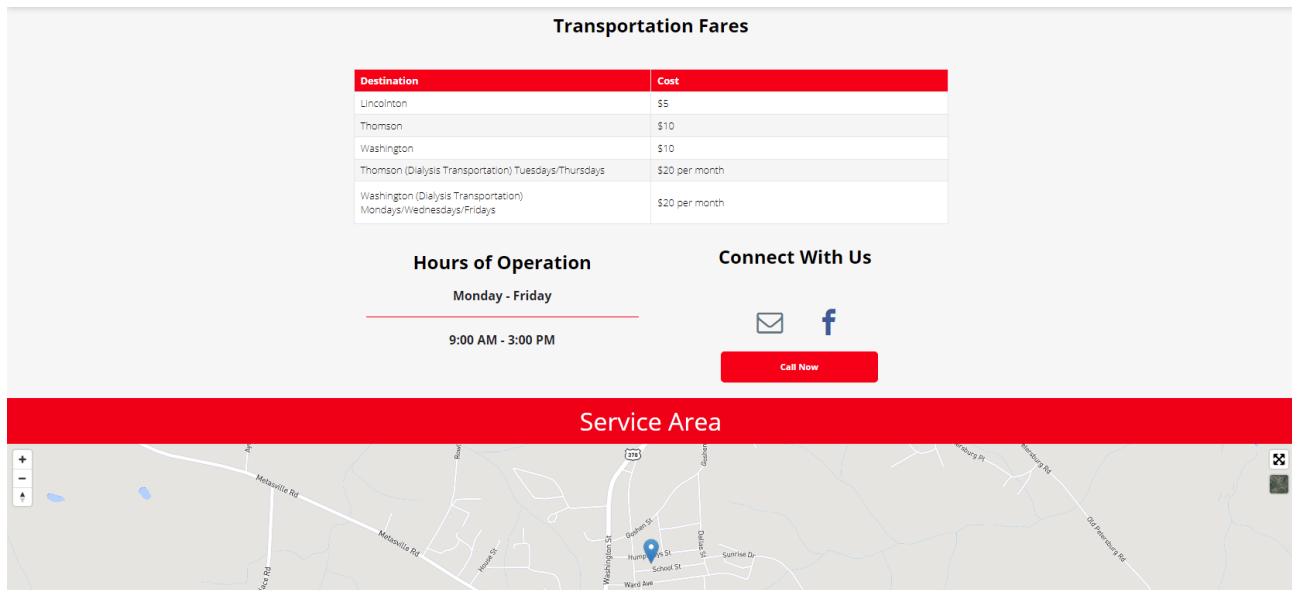 Transportation Fares
Destination Cost
Lincolnton $5
Thomson $10
Washington $10
Thomson (Dialysis Transportation) Tuesdays/Thursdays $20 per month
Washington (Dialysis Transportation)
Mondays/Wednesdays/Fridays
$20 per month
Hours of Operation
Monday - Friday
9:00 AM - 3:00 PM
Connect With Us
Call Now
Service Area
378
Goshen
Metasville Rd
Metasville Rd
House St
Washington St
Goshen St
Humphreys St
School St
Ward Ave
Dallas St
Sunrise Dr
Old Petersburg Rd